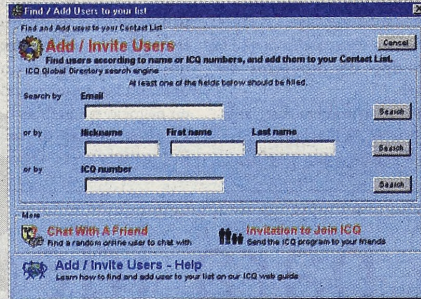 Find / Add Users to your list
Find and Add users to your Contact List
Add / Invite Users
Cancel
Find users according to name or ICQ numbers, and add them to your Contact List.
ICQ Global Directory search engine
At least one of the fields below should be filled.
Search by Email
Search
or by Nickname First name Last name
Search
or by ICQ number
Search
More
Chat With A Friend
Find a random online user to chat with
Invitation to Join ICQ
Send the ICQ program to your friends
Add / Invite Users - Help
Learn how to find and add user to your list on our ICQ web guide